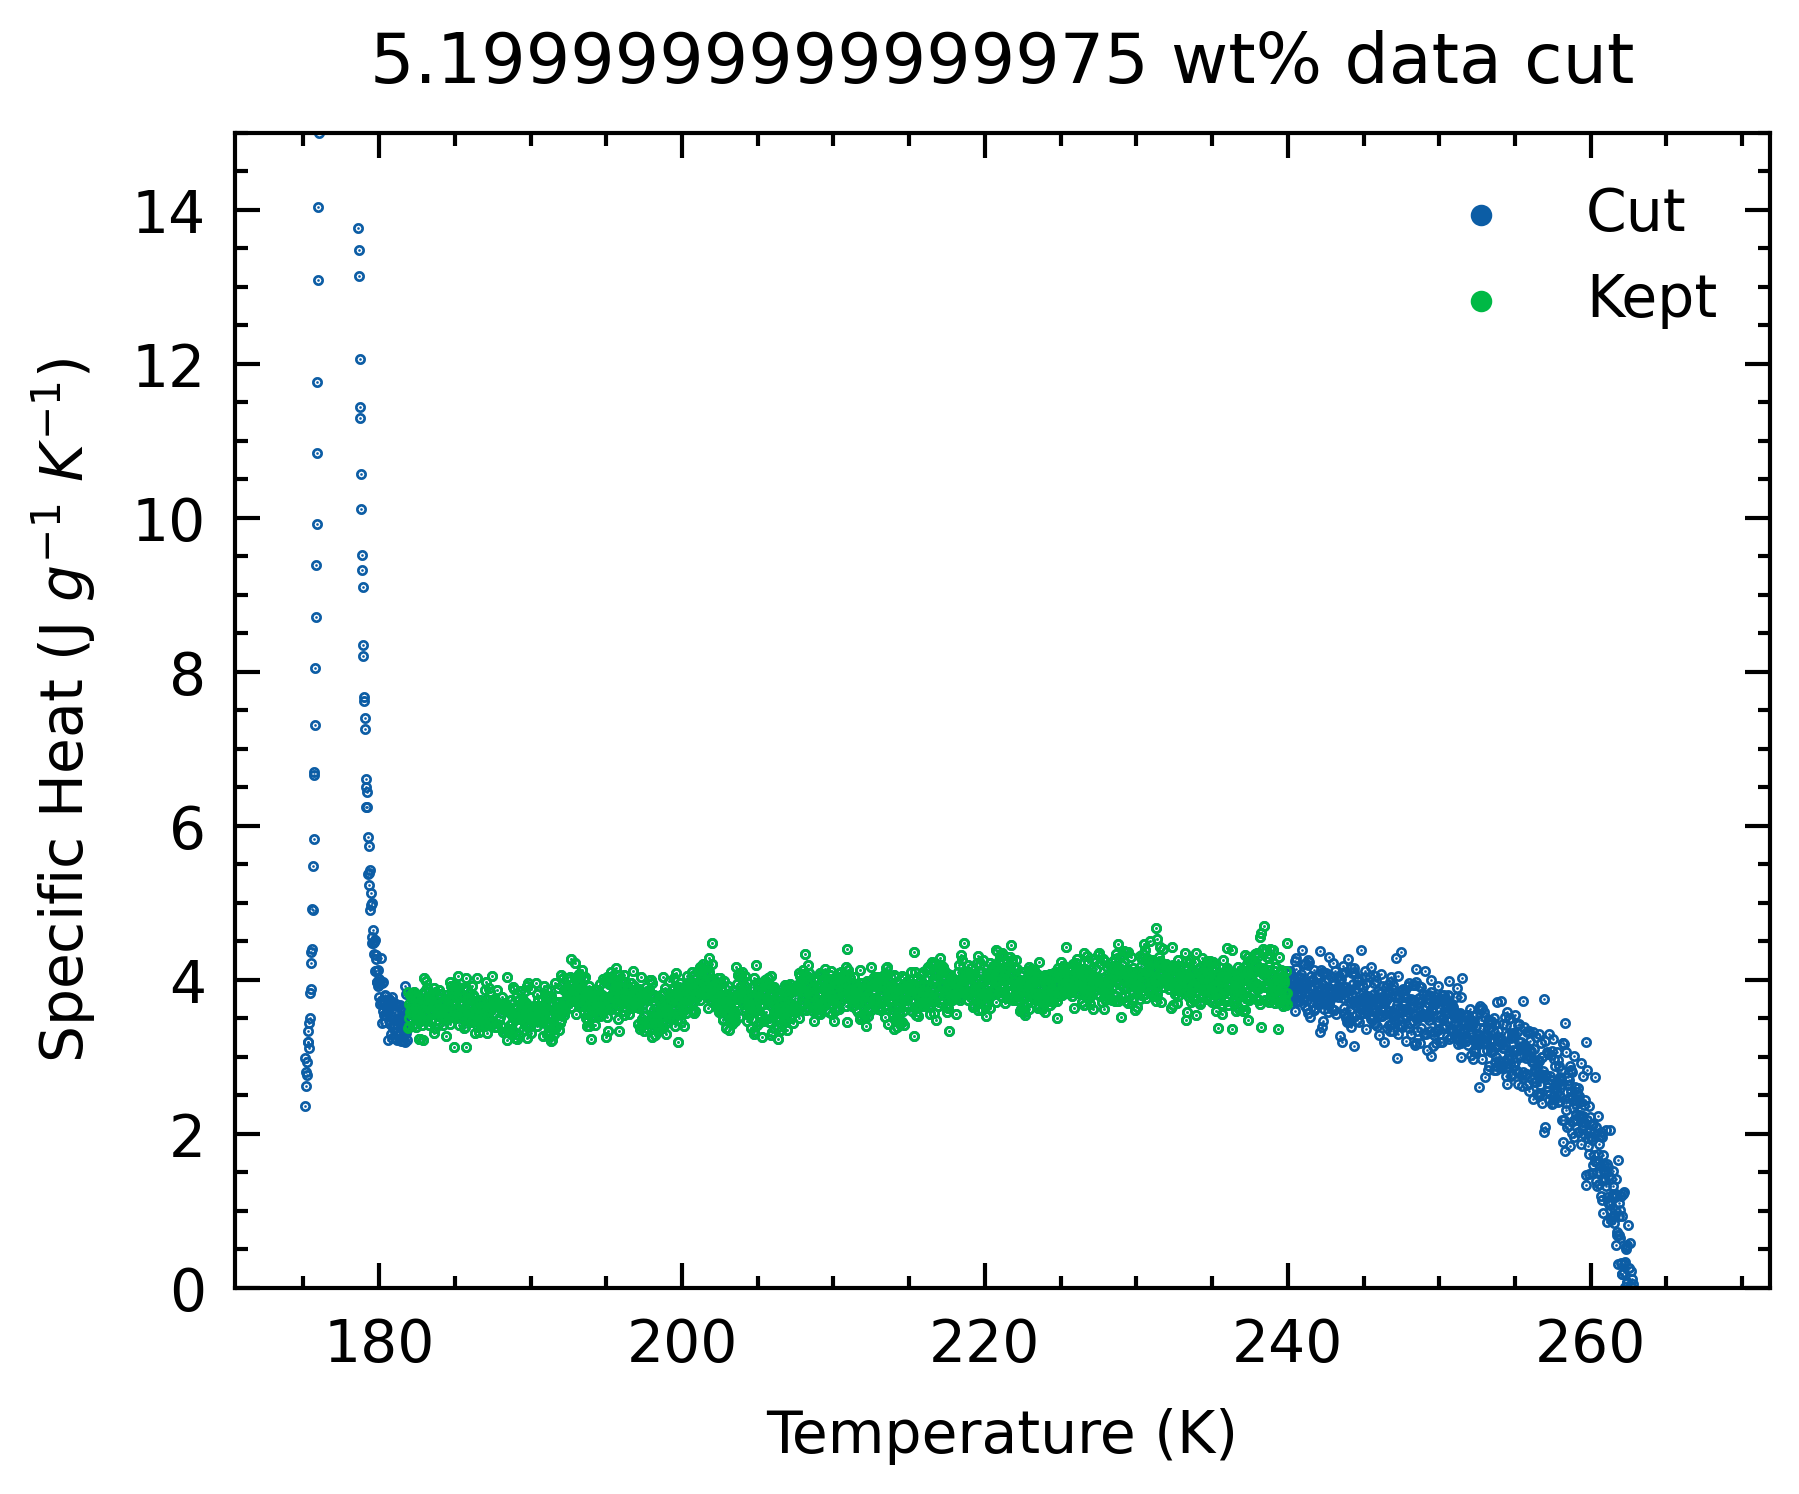 5.1999999999999975 wt% data cut
Cut
Kept
14
12
10
8
6
4
2
0
Specific Heat (J g⁻¹ K⁻¹)
180 200 220 240 260
Temperature (K)